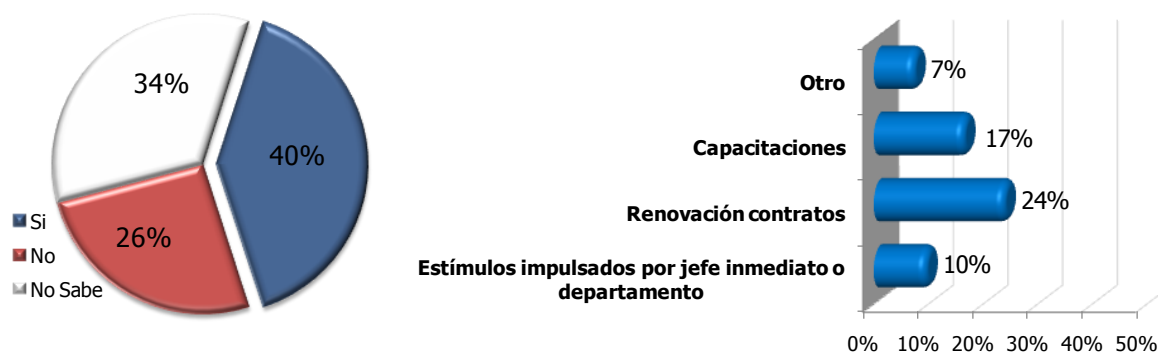 34%
40%
26%
Si
No
No Sabe
Otro
7%
Capacitaciones
17%
Renovación contratos
24%
Estímulos impulsados por jefe inmediato o
departamento
10%
0% 10% 20% 30% 40% 50%